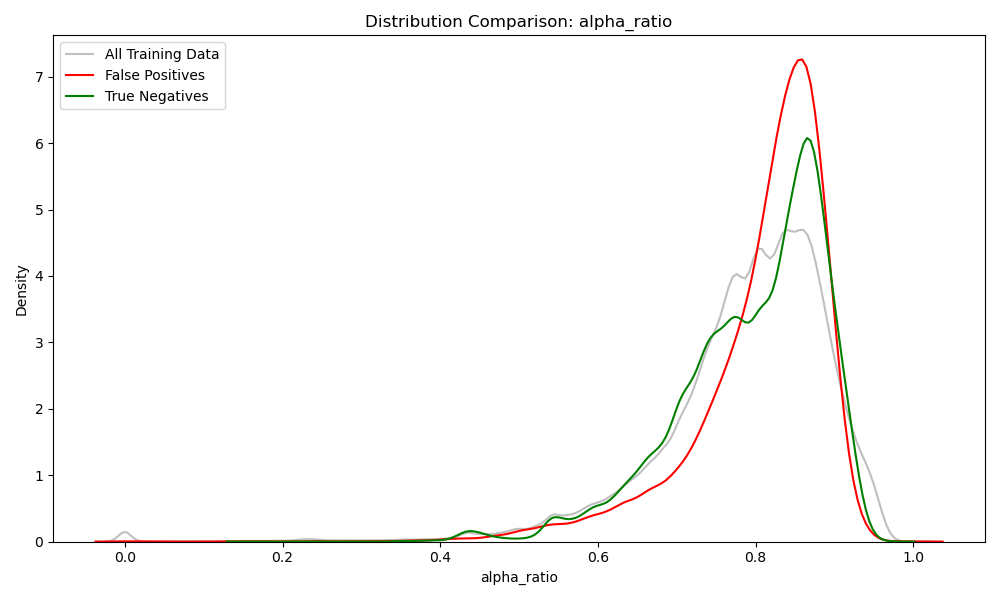 Distribution Comparison: alpha_ratio
All Training Data
False Positives
True Negatives
Density
7
6
5
4
3
2
1
0
0.0 0.2 0.4 0.6 0.8 1.0
alpha_ratio